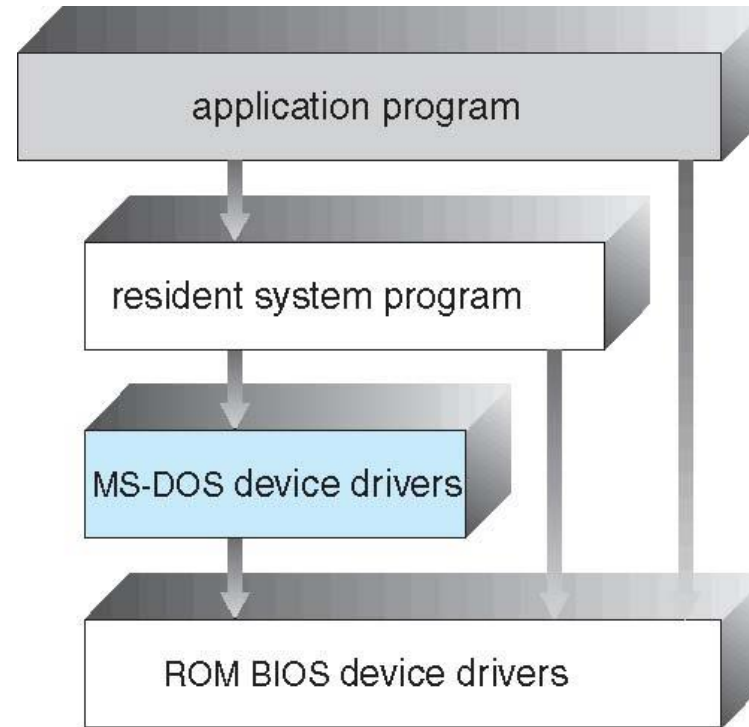 application program
resident system program
MS-DOS device drivers
ROM BIOS device drivers